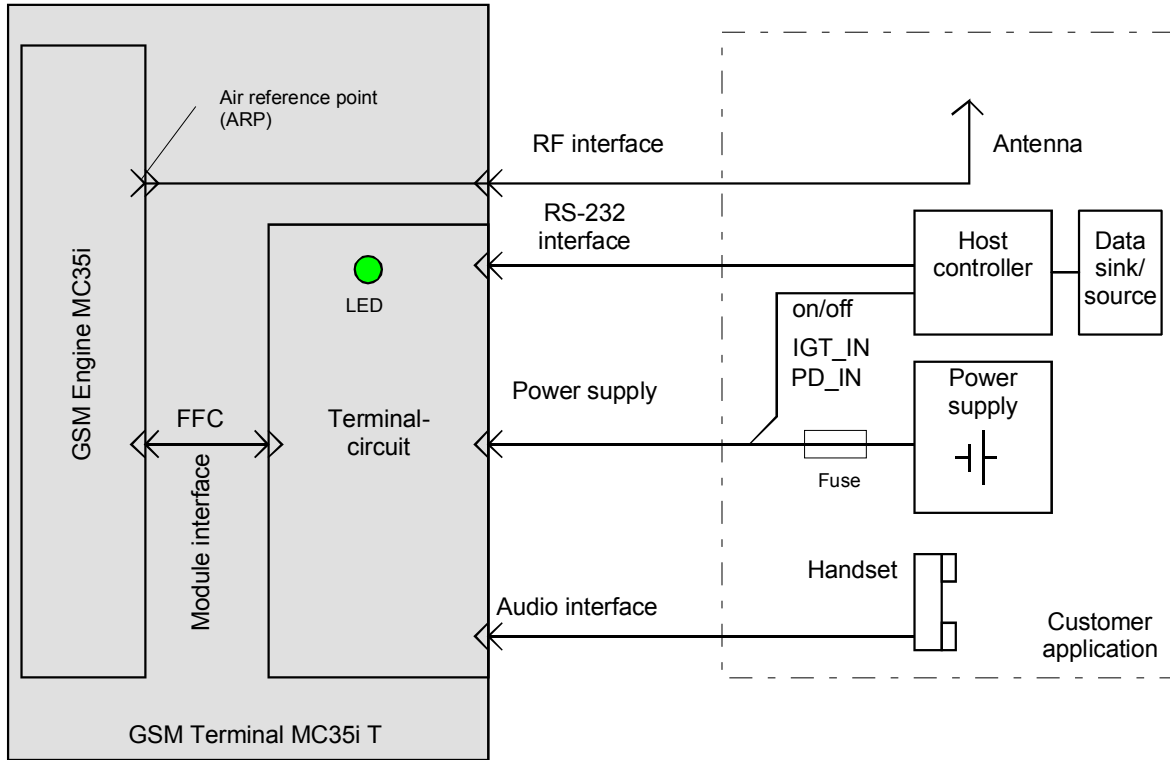 Air reference point
(ARP)
RF interface
Antenna
RS-232
interface
Host
controller
Data
sink/
source
LED
on/off
IGT_IN
PD_IN
GSM Engine MC35i
FFC
Module interface
Terminal-
circuit
Power supply
Power
supply
Fuse
Handset
Audio interface
Customer
application
GSM Terminal MC35i T